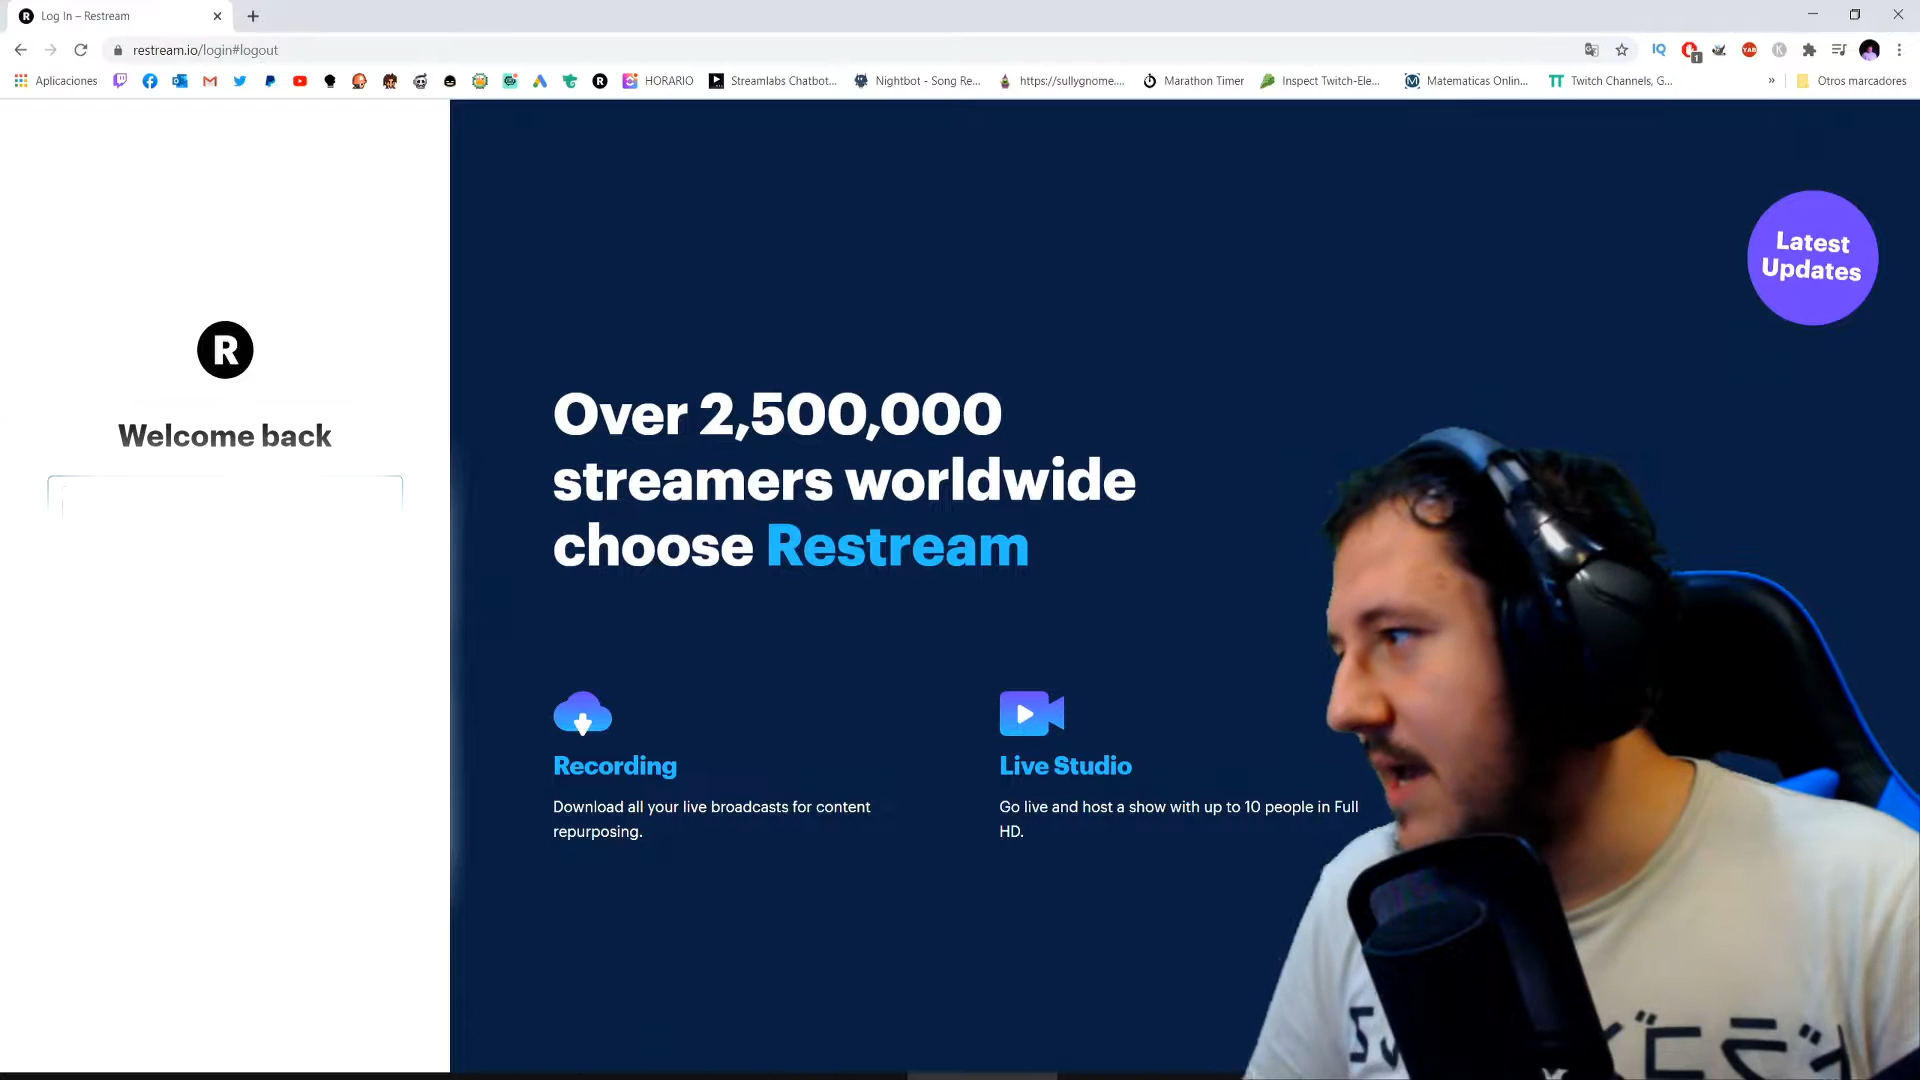 Log In – Restream
restream.io/login#logout
Aplicaciones
HORARIO
Streamlabs Chatbot...
Nightbot - Song Re...
https://sullygnome....
Marathon Timer
Inspect Twitch-Ele...
Matematicas Onlin...
Twitch Channels, G...
»
Otros marcadores
R
Welcome back
Latest
Updates
Over 2,500,000
streamers worldwide
choose Restream
Recording
Download all your live broadcasts for content
repurposing.
Live Studio
Go live and host a show with up to 10 people in Full
HD.